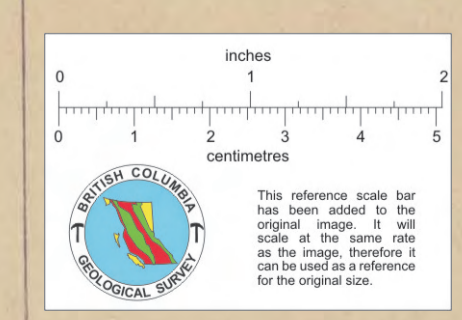 inches
0 1 2
0 1 2 3 4 5
centimetres
BRITISH COLUMBIA
GEOLOGICAL SURVEY
This reference scale bar
has been added to the
original image. It will
scale at the same rate
as the image, therefore it
can be used as a reference
for the original size.